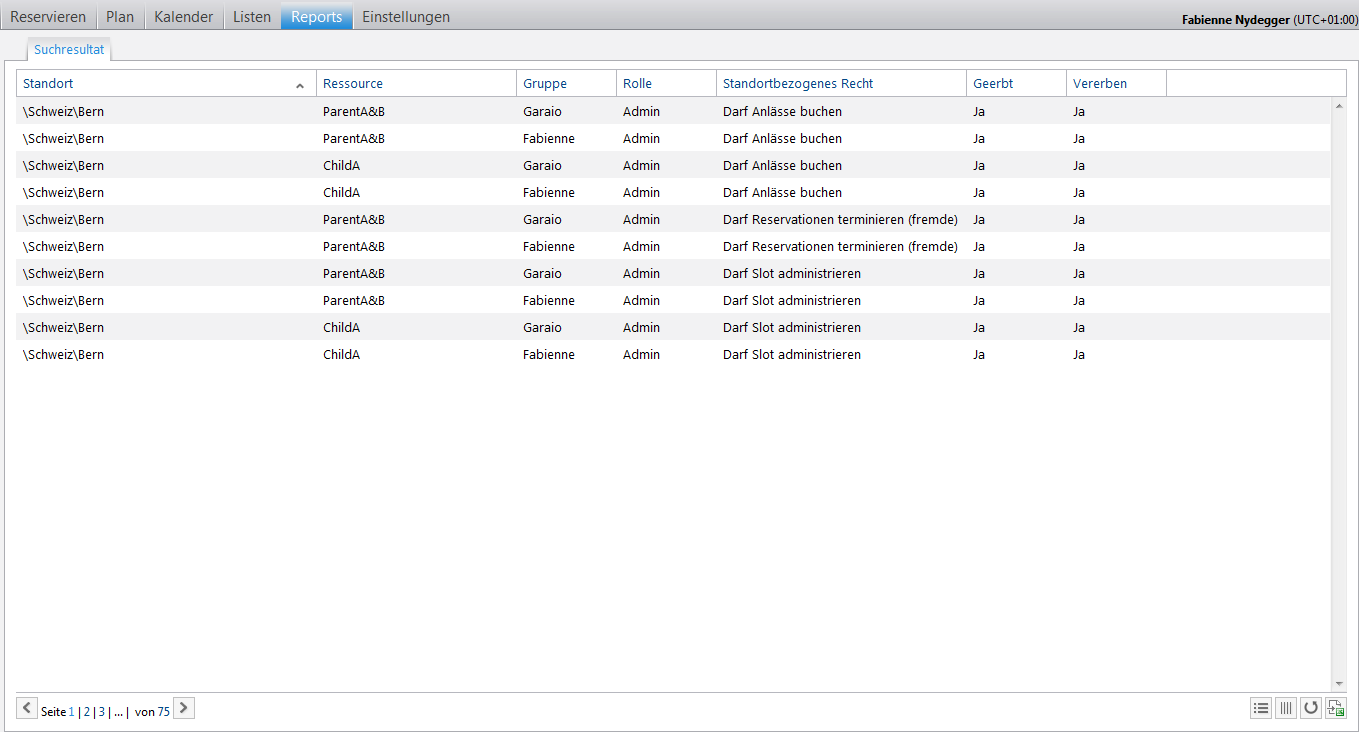 Reservieren Plan Kalender Listen Reports Einstellungen Fabienne Nydegger (UTC+01:00)
Suchresultat
Standort Ressource Gruppe Rolle Standortbezogenes Recht Geerbt Vererben
\Schweiz\Bern ParentA&B Garaio Admin Darf Anlässe buchen Ja Ja
\Schweiz\Bern ParentA&B Fabienne Admin Darf Anlässe buchen Ja Ja
\Schweiz\Bern ChildA Garaio Admin Darf Anlässe buchen Ja Ja
\Schweiz\Bern ChildA Fabienne Admin Darf Anlässe buchen Ja Ja
\Schweiz\Bern ParentA&B Garaio Admin Darf Reservationen terminieren (fremde) Ja Ja
\Schweiz\Bern ParentA&B Fabienne Admin Darf Reservationen terminieren (fremde) Ja Ja
\Schweiz\Bern ParentA&B Garaio Admin Darf Slot administrieren Ja Ja
\Schweiz\Bern ParentA&B Fabienne Admin Darf Slot administrieren Ja Ja
\Schweiz\Bern ChildA Garaio Admin Darf Slot administrieren Ja Ja
\Schweiz\Bern ChildA Fabienne Admin Darf Slot administrieren Ja Ja
Seite 1 | 2 | 3 | ... | von 75